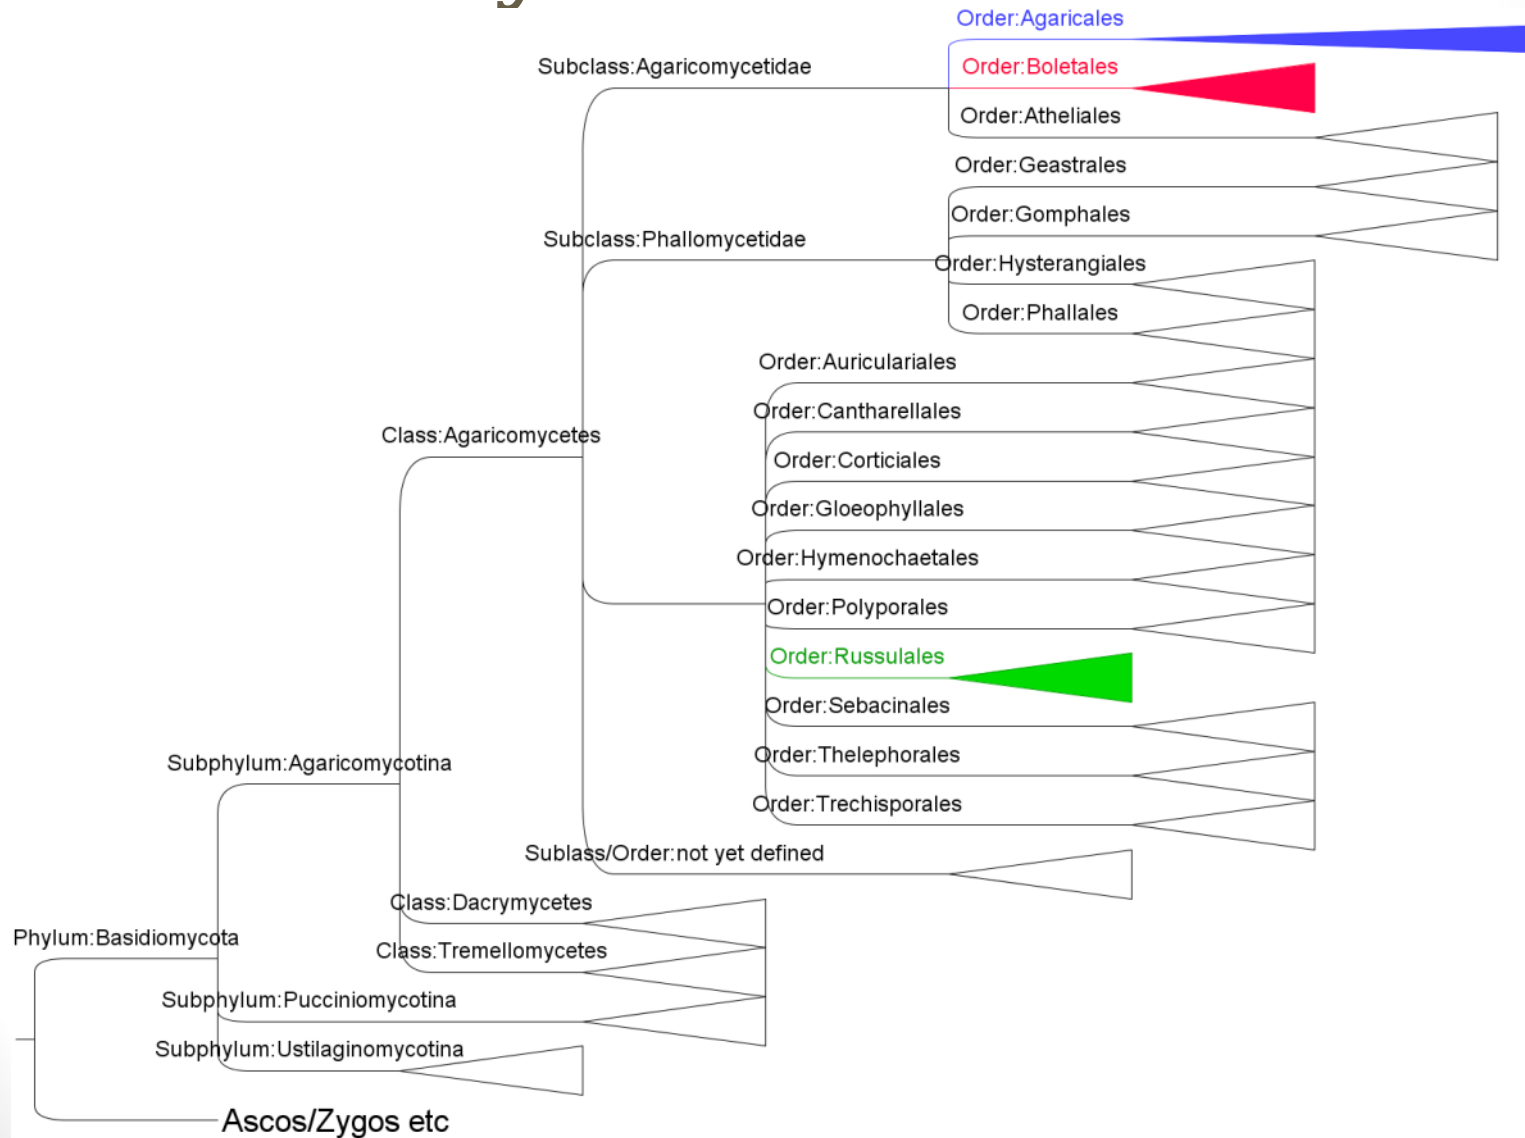 Order:Agaricales
Subclass:Agaricomycetidae
Order:Boletales
Order:Atheliales
Order:Geastrales
Order:Gomphales
Subclass:Phallomycetidae
Order:Hysterangiales
Order:Phallales
Order:Auriculariales
Order:Cantharellales
Class:Agaricomycetes
Order:Corticiales
Order:Gloeophyllales
Order:Hymenochaetales
Order:Polyporales
Order:Russulales
Order:Sebacinales
Order:Thelephorales
Subphylum:Agaricomycotina
Order:Trechisporales
Sublass/Order:not yet defined
Class:Dacrymycetes
Phylum:Basidiomycota
Class:Tremellomycetes
Subphylum:Pucciniomycotina
Subphylum:Ustilaginomycotina
Ascos/Zygos etc